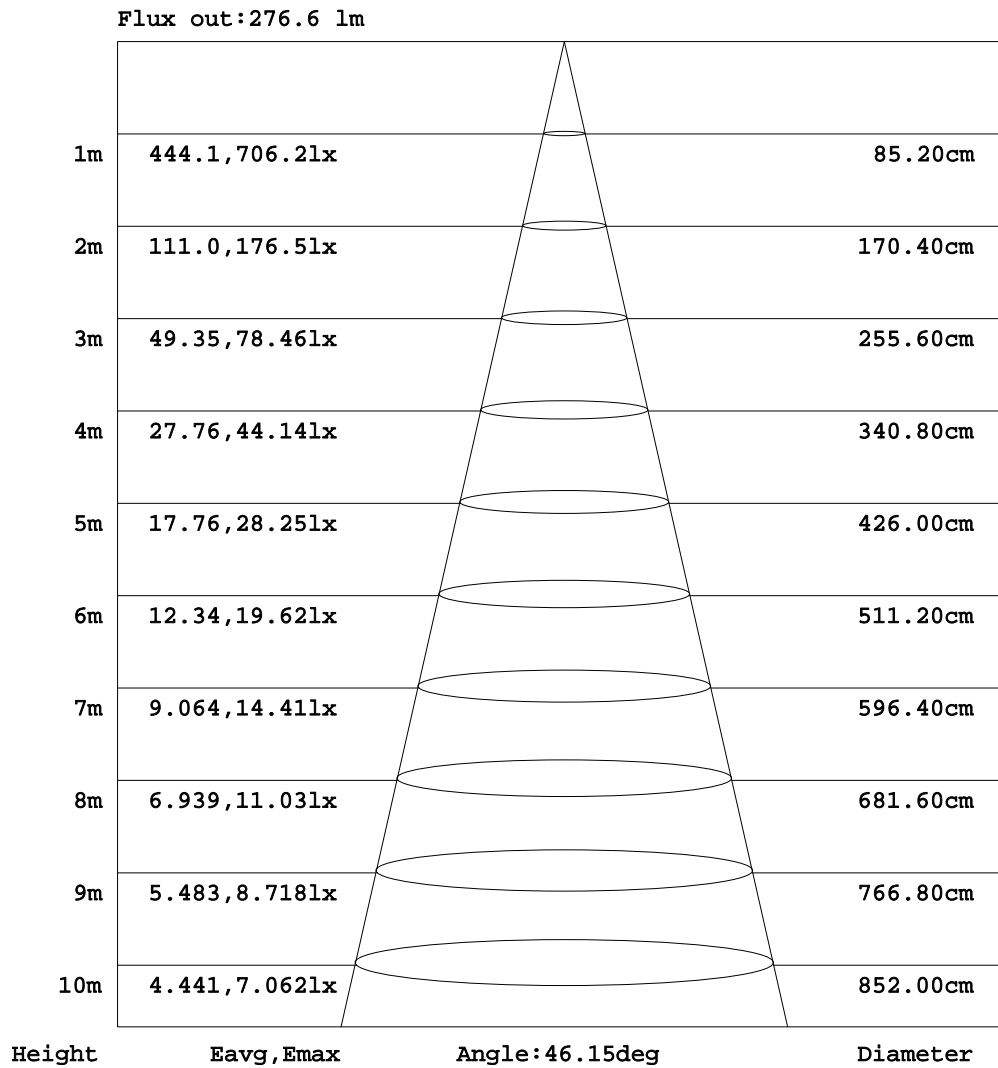 Flux out:276.6 lm
1m 444.1,706.2lx 85.20cm
2m 111.0,176.5lx 170.40cm
3m 49.35,78.46lx 255.60cm
4m 27.76,44.14lx 340.80cm
5m 17.76,28.25lx 426.00cm
6m 12.34,19.62lx 511.20cm
7m 9.064,14.41lx 596.40cm
8m 6.939,11.03lx 681.60cm
9m 5.483,8.718lx 766.80cm
10m 4.441,7.062lx 852.00cm
Height Eavg,Emax Angle:46.15deg Diameter